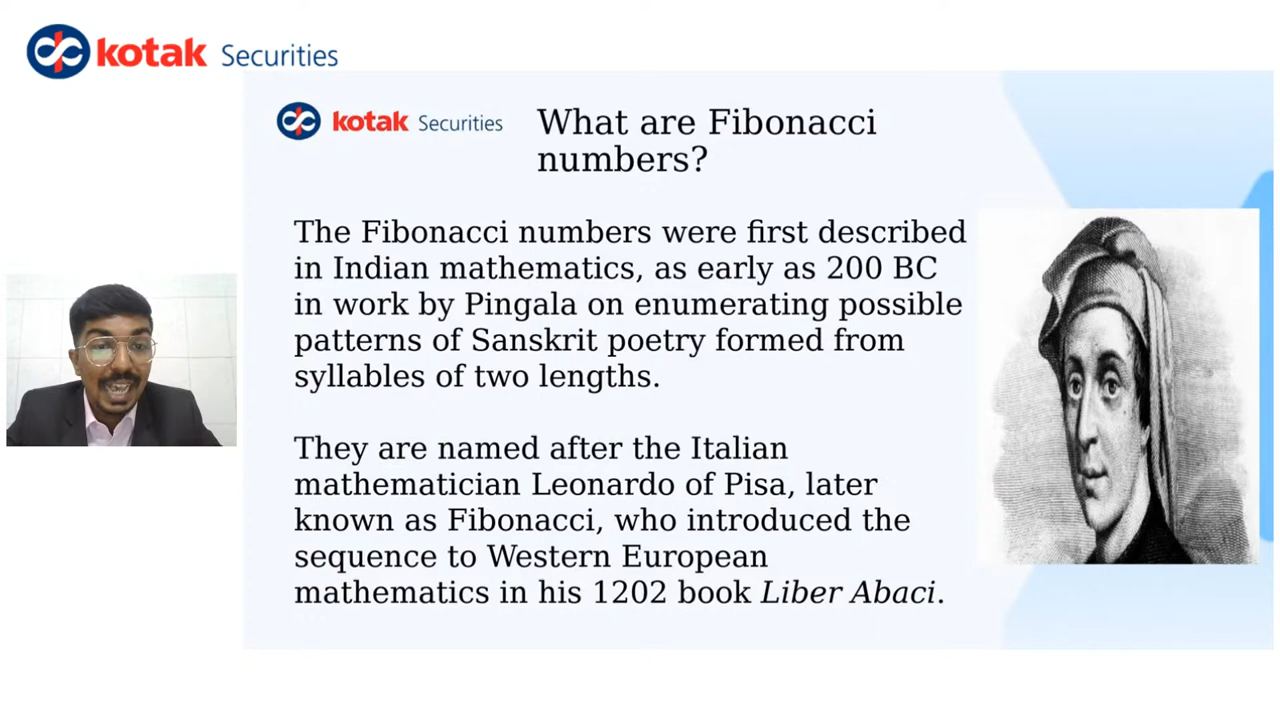 kotak Securities
kotak Securities
What are Fibonacci
numbers?
The Fibonacci numbers were first described
in Indian mathematics, as early as 200 BC
in work by Pingala on enumerating possible
patterns of Sanskrit poetry formed from
syllables of two lengths.
They are named after the Italian
mathematician Leonardo of Pisa, later
known as Fibonacci, who introduced the
sequence to Western European
mathematics in his 1202 book Liber Abaci.